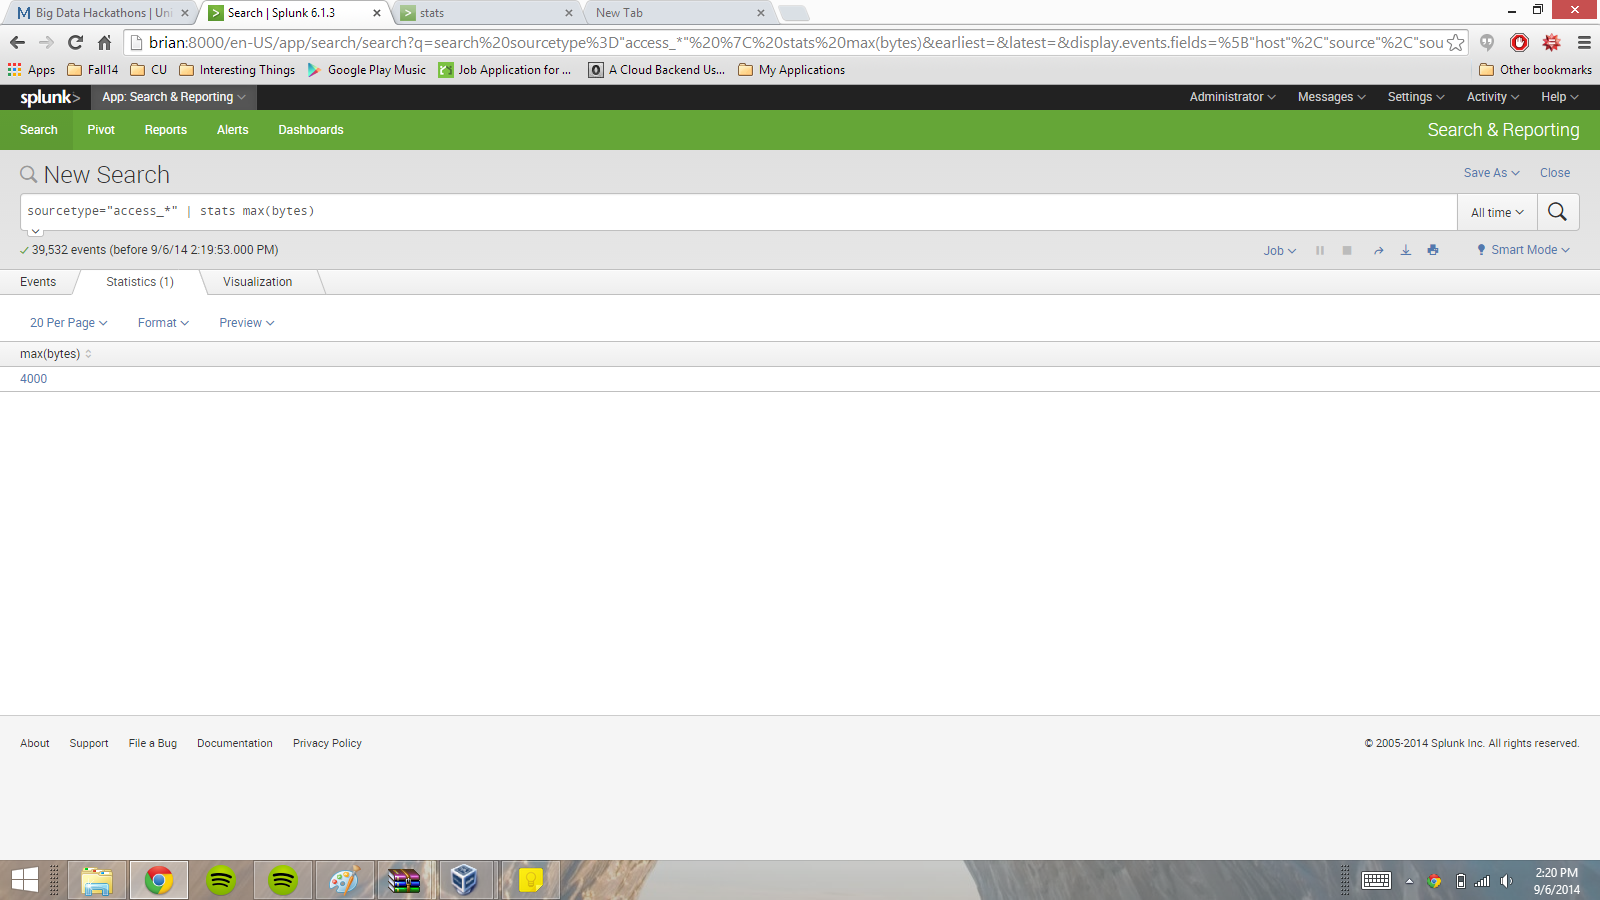 Big Data Hackathons | Uni
Search | Splunk 6.1.3
stats
New Tab
brian:8000/en-US/app/search/search?q=search%20sourcetype%3D"access_*"%20%7C%20stats%20max(bytes)&earliest=&latest=&display.events.fields=%5B"host"%2C"source"%2C"sou
Apps Fall14 CU Interesting Things Google Play Music Job Application for ... A Cloud Backend Us... My Applications Other bookmarks
splunk> App: Search & Reporting Administrator Messages Settings Activity Help
Search Pivot Reports Alerts Dashboards Search & Reporting
New Search Save As Close
sourcetype="access_*" | stats max(bytes) All time
39,532 events (before 9/6/14 2:19:53.000 PM) Job Smart Mode
Events Statistics (1) Visualization
20 Per Page Format Preview
max(bytes)
4000
About Support File a Bug Documentation Privacy Policy © 2005-2014 Splunk Inc. All rights reserved.
2:20 PM
9/6/2014